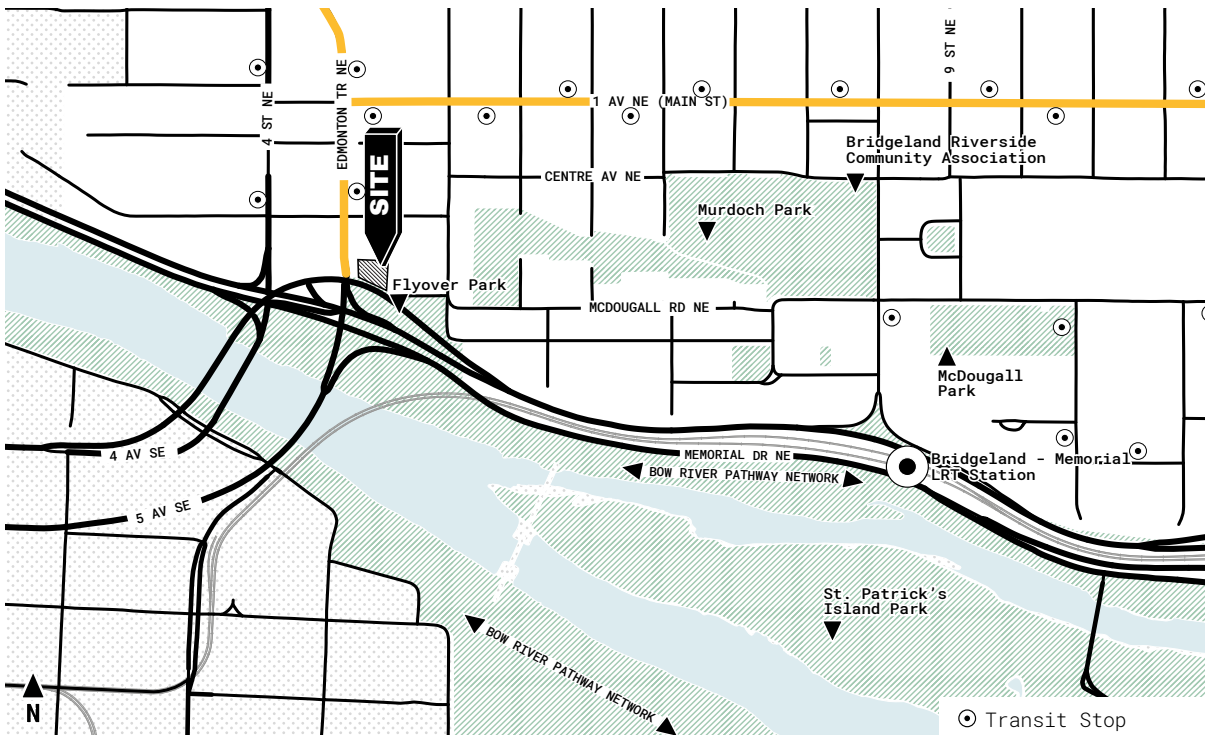 9 ST NE
4 ST NE
EDMONTON TR NE
1 AV NE (MAIN ST)
SITE
Bridgeland Riverside
Community Association
CENTRE AV NE
Murdoch Park
Flyover Park
MCDOUGALL RD NE
McDougall
Park
4 AV SE
5 AV SE
MEMORIAL DR NE
BOW RIVER PATHWAY NETWORK
Bridgeland - Memorial
LRT Station
St. Patrick's
Island Park
BOW RIVER PATHWAY NETWORK
N
Transit Stop